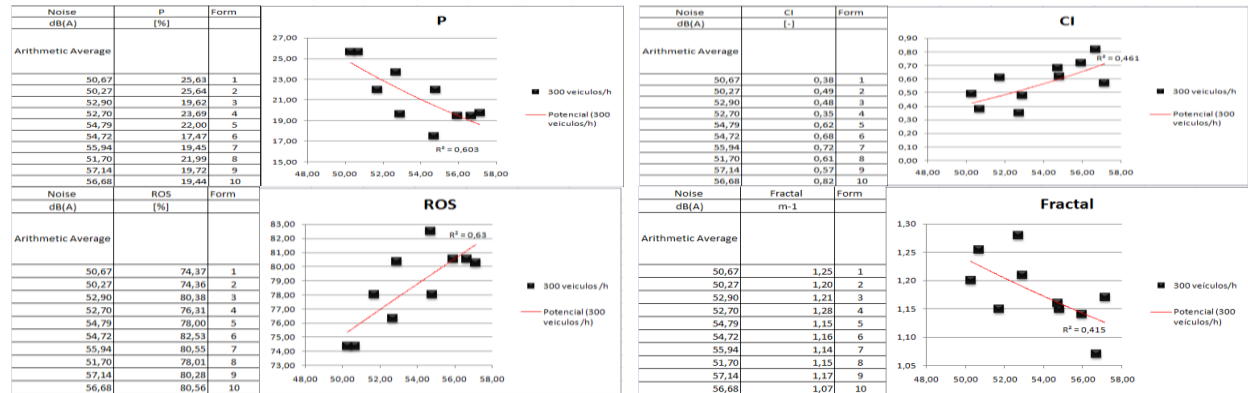 Noise P Form
dB(A) [%]
Arithmetic Average
50,67 25,63 1
50,27 25,64 2
52,90 19,62 3
52,70 23,69 4
54,79 22,00 5
54,72 17,47 6
55,94 19,45 7
51,70 21,99 8
57,14 19,72 9
56,68 19,44 10
P
27,00
25,00
23,00
21,00
19,00
17,00
15,00
48,00 50,00 52,00 54,00 56,00 58,00
R² = 0,603
300 veiculos/h
Potencial (300
veiculos/h)
Noise CI Form
dB(A) [-]
Arithmetic Average
50,67 0,38 1
50,27 0,49 2
52,90 0,48 3
52,70 0,35 4
54,79 0,62 5
54,72 0,68 6
55,94 0,72 7
51,70 0,61 8
57,14 0,57 9
56,68 0,82 10
CI
0,90
0,80
0,70
0,60
0,50
0,40
0,30
0,20
0,10
0,00
48,00 50,00 52,00 54,00 56,00 58,00
R² = 0,461
300 veiculos/h
Potencial (300
veiculos/h)
Noise ROS Form
dB(A) [%]
Arithmetic Average
50,67 74,37 1
50,27 74,36 2
52,90 80,38 3
52,70 76,31 4
54,79 78,00 5
54,72 82,53 6
55,94 80,55 7
51,70 78,01 8
57,14 80,28 9
56,68 80,56 10
ROS
83,00
82,00
81,00
80,00
79,00
78,00
77,00
76,00
75,00
74,00
73,00
48,00 50,00 52,00 54,00 56,00 58,00
R² = 0,63
300 veiculos/h
Potencial (300
veiculos/h)
Noise Fractal Form
dB(A) m-1
Arithmetic Average
50,67 1,25 1
50,27 1,20 2
52,90 1,21 3
52,70 1,28 4
54,79 1,15 5
54,72 1,16 6
55,94 1,14 7
51,70 1,15 8
57,14 1,17 9
56,68 1,07 10
Fractal
1,30
1,25
1,20
1,15
1,10
1,05
48,00 50,00 52,00 54,00 56,00 58,00
R² = 0,415
300 veículos/h
Potencial (300
veículos/h)